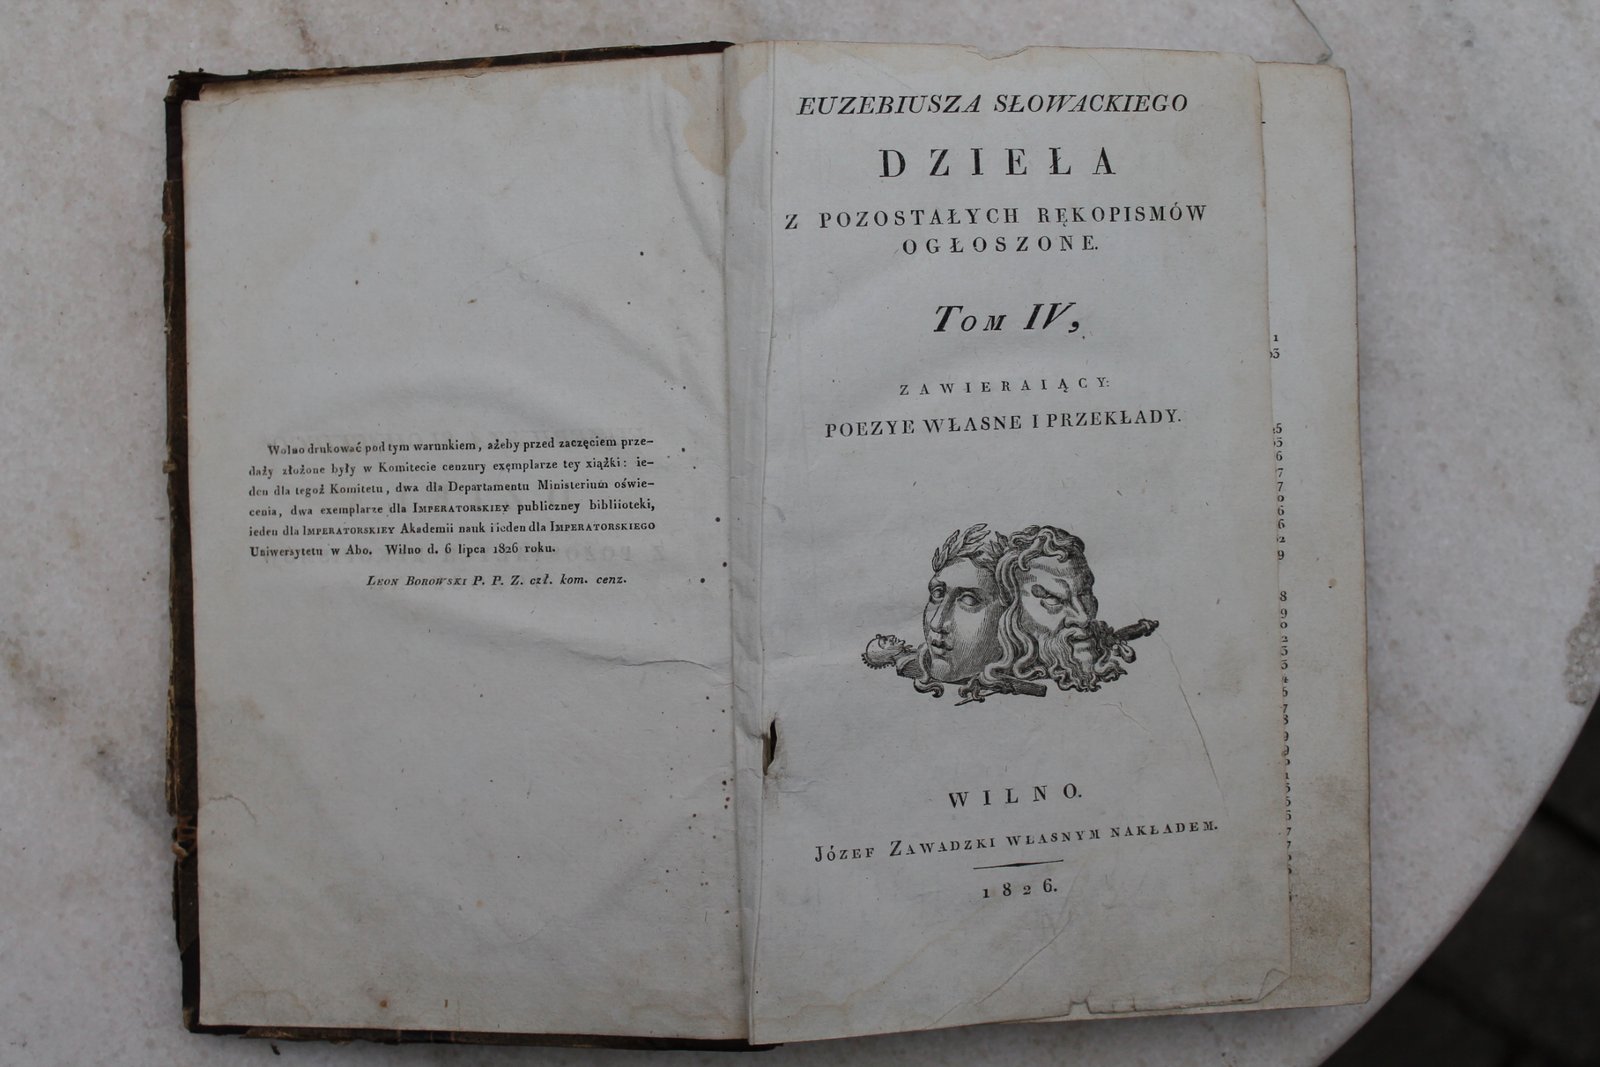 Wolno drukować pod tym warunkiem, ażeby przed zaczęciem prze-
daży złożone były w Komitecie cenzury exęmplarze tey xiążki: ie-
den dla tegoż Komitetu, dwa dla Departamentu Ministerium oświe-
cenia, dwa exemplarze dla IMPERATORSKIEY publiczney biblioteki,
ieden dla IMPERATORSKIEY Akademii nauk i ieden dla IMPERATORSKIEGO
Uniwersytetu w Abo. Wilno d. 6 lipca 1826 roku.
LEON BOROWSKI P. P. Z. czł. kom. cenz.
EUZEBIUSZA SŁOWACKIEGO
DZIEŁA
Z POZOSTAŁYCH RĘKOPISMÓW
OGŁOSZONE.
TOM IV,
ZAWIERAIĄCY:
POEZYE WŁASNE I PRZEKŁADY.
WILNO.
JÓZEF ZAWADZKI WŁASNYM NAKŁADEM.
1826.